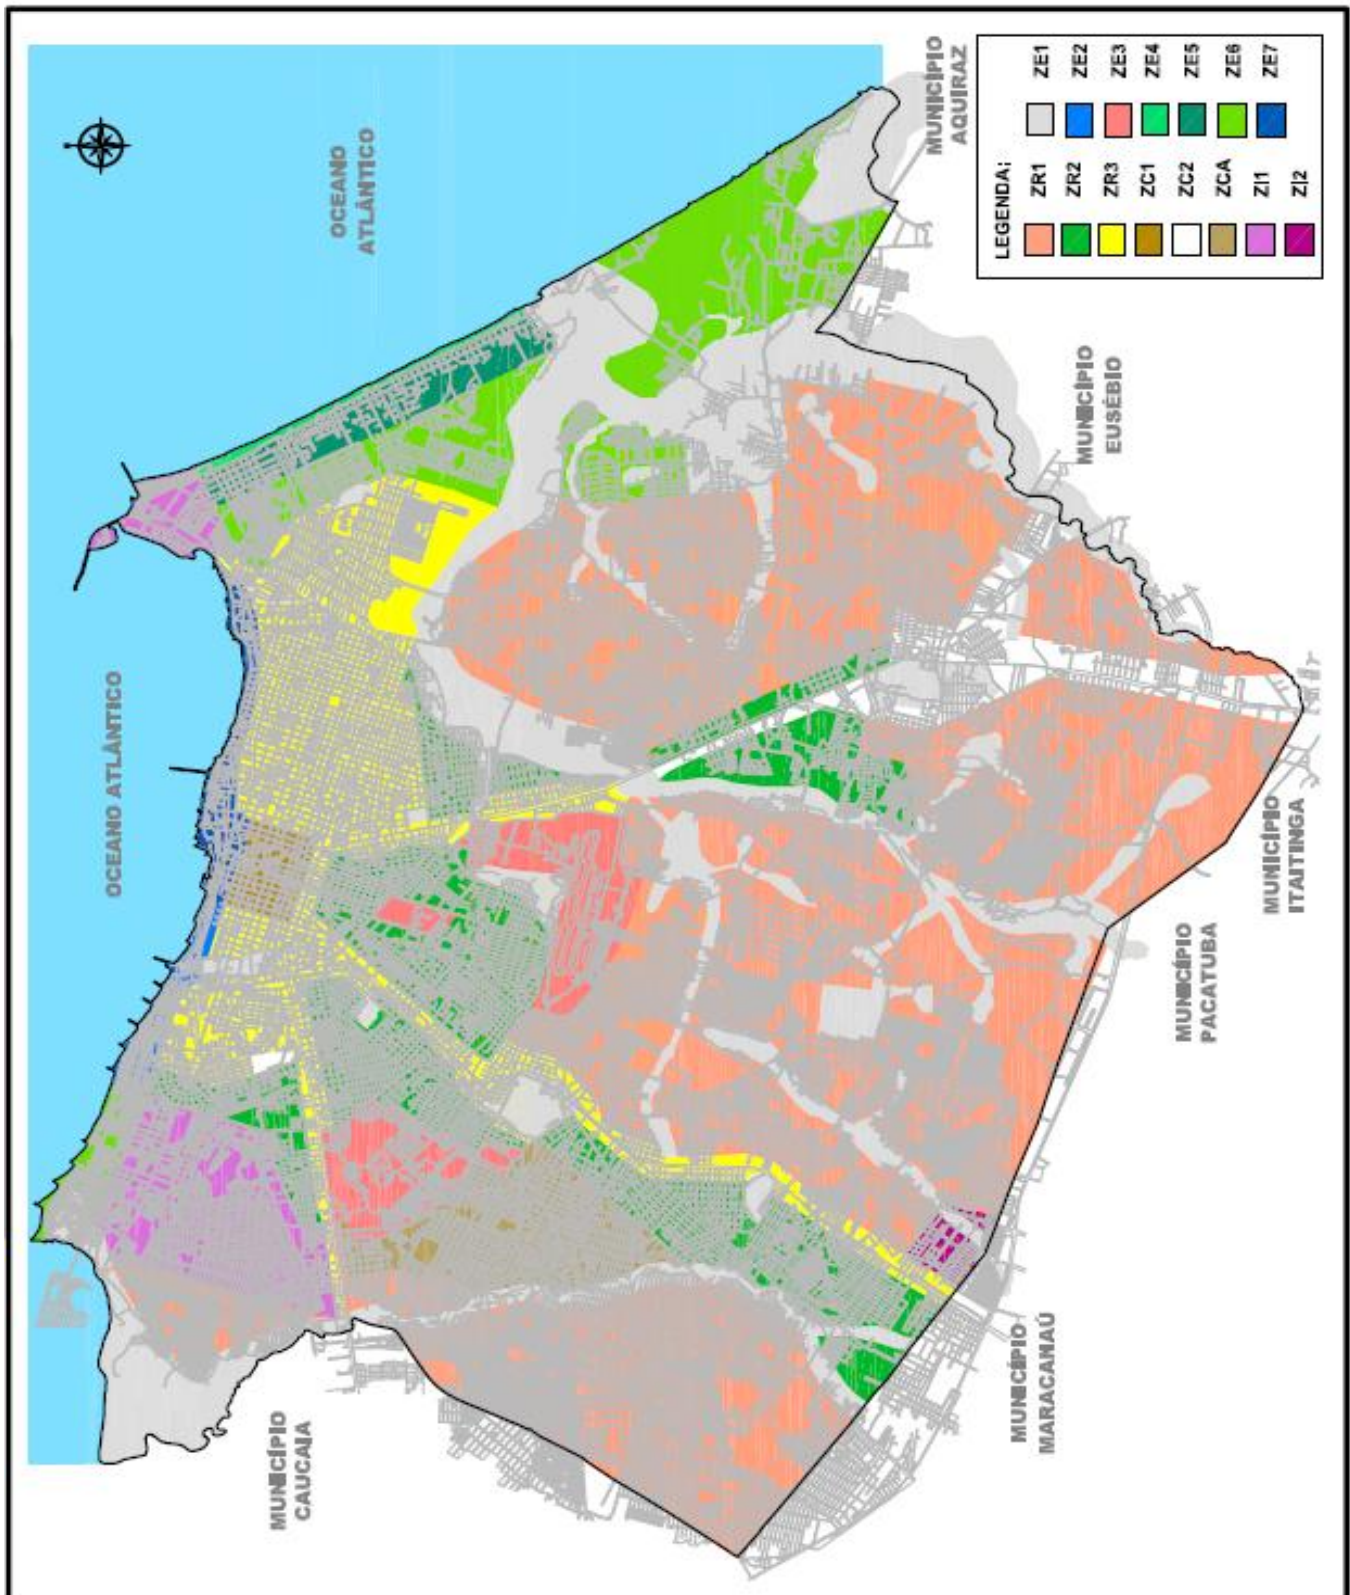 OCEANO
ATLÂNTICO
OCEANO ATLÂNTICO
MUNICÍPIO
AQUIRAZ
MUNICÍPIO
EUSÉBIO
MUNICÍPIO
ITAITINGA
MUNICÍPIO
PACATUBA
MUNICÍPIO
MARACANAÚ
MUNICÍPIO
CAUCAIA
LEGENDA:
ZR1
ZR2
ZR3
ZC1
ZC2
ZCA
ZI1
ZI2
ZE1
ZE2
ZE3
ZE4
ZE5
ZE6
ZE7